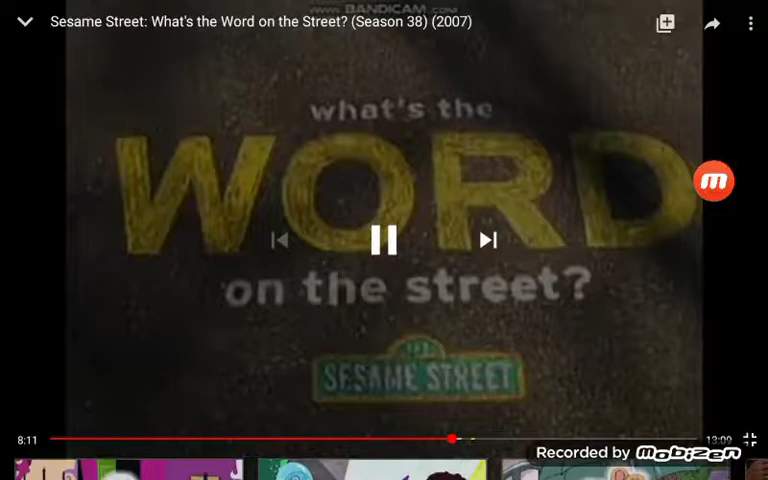 www.BANDICAM.com
Sesame Street: What's the Word on the Street? (Season 38) (2007)
what's the
WORD
on the street?
123
SESAME STREET
8:11
13:09
Recorded by mobizen